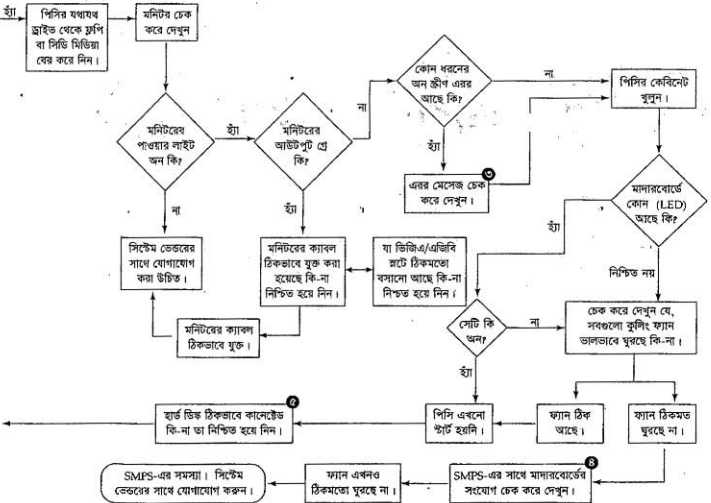 হ্যাঁ
পিসির যথাযথ
ড্রাইভ থেকে ফ্লপি
বা সিডি মিডিয়া
বের করে নিন।
মনিটর চেক
করে দেখুন
মনিটরের
পাওয়ার লাইট
অন কি?
হ্যাঁ
না
মনিটরের
আউটপুট গ্রে
কি?
না
হ্যাঁ
কোন ধরনের
অন স্ক্রীণ এরর
আছে কি?
না
হ্যাঁ
৩
এরর মেসেজ চেক
করে দেখুন।
পিসির কেবিনেট
খুলুন।
মাদারবোর্ডে
কোন (LED)
আছে কি?
হ্যাঁ
নিশ্চিত নয়
সিস্টেম ভেন্ডরের
সাথে যোগাযোগ
করা উচিত।
মনিটরের ক্যাবল
ঠিকভাবে যুক্ত করা
হয়েছে কি-না
নিশ্চিত হয়ে নিন।
যা ভিজিএ/এজিবি
স্লটে ঠিকমতো
বসানো আছে কি-না
নিশ্চত হয়ে নিন।
মনিটরের ক্যাবল
ঠিকভাবে যুক্ত।
সেটি কি
অন?
না
হ্যাঁ
চেক করে দেখুন যে,
সবগুলো কুলিং ফ্যান
ভালভাবে ঘুরছে কি-না।
৫
হার্ড ডিস্ক ঠিকভাবে কানেক্টেড
কি-না তা নিশ্চিত হয়ে নিন।
পিসি এখনো
স্টার্ট হয়নি।
ফ্যান ঠিক
আছে।
ফ্যান ঠিকমত
ঘুরছে না।
SMPS-এর সমস্যা। সিস্টেম
ভেন্ডরের সাথে যোগাযোগ করুন।
ফ্যান এখনও
ঠিকমতো ঘুরছে না।
৪
SMPS-এর সাথে মাদারবোর্ডের
সংযোগ চেক করে দেখুন।